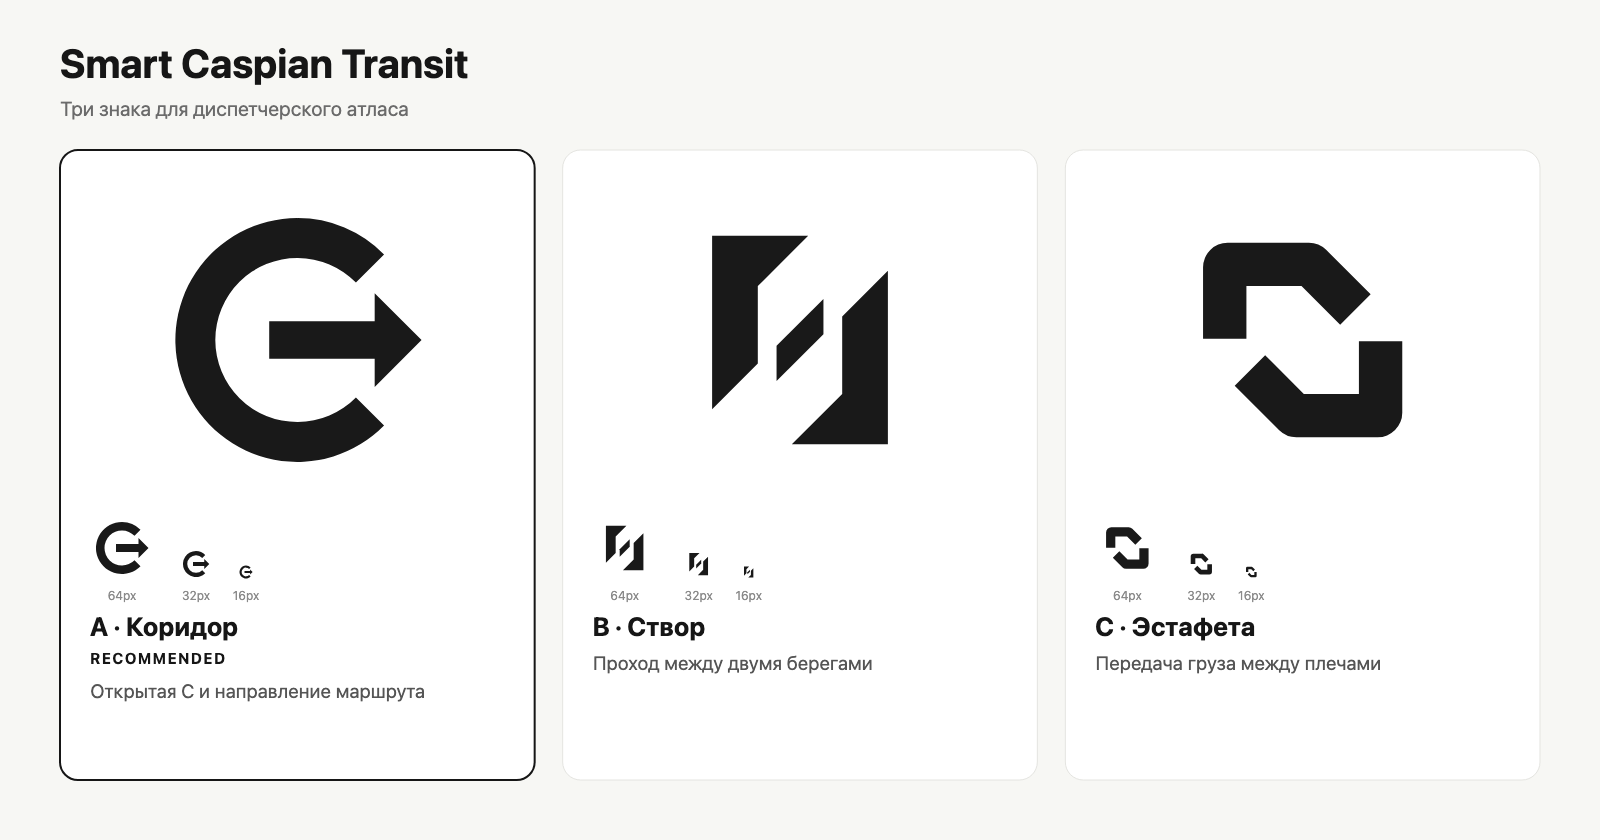 Smart Caspian Transit
Три знака для диспетчерского атласа
64px 32px 16px
A · Коридор
RECOMMENDED
Открытая C и направление маршрута
64px 32px 16px
B · Створ
Проход между двумя берегами
64px 32px 16px
C · Эстафета
Передача груза между плечами